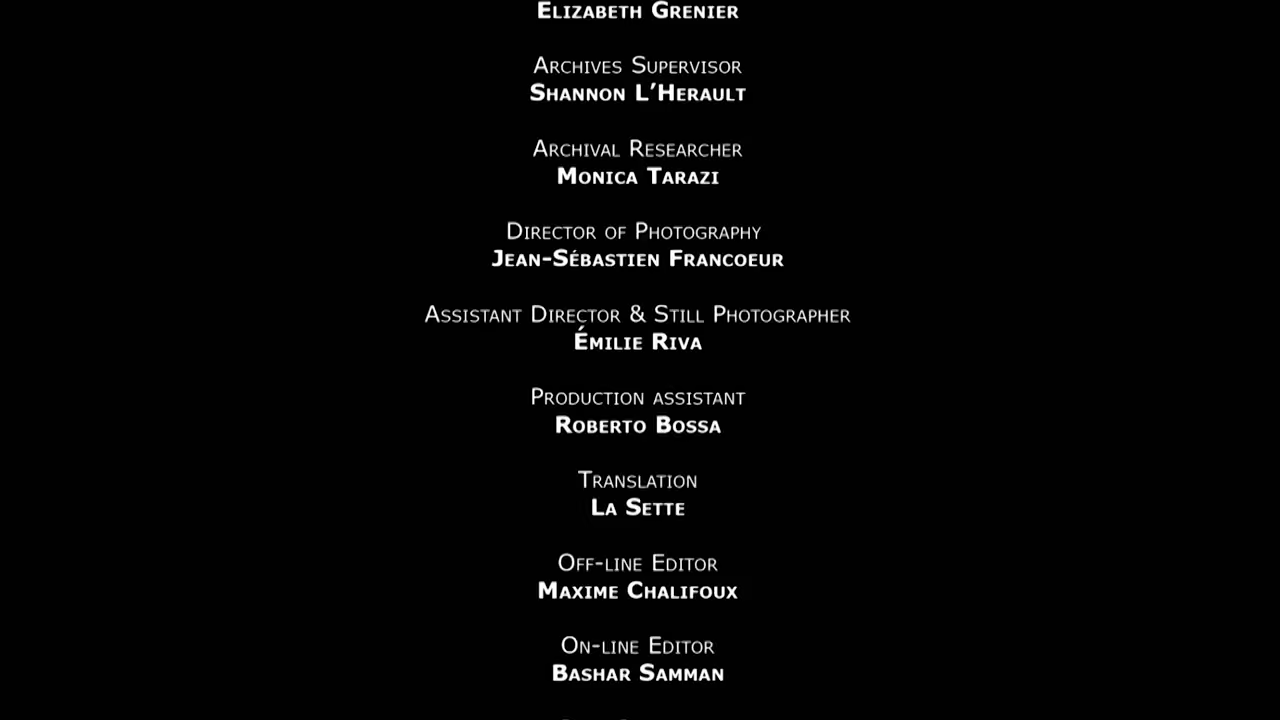 Elizabeth Grenier
Archives Supervisor
Shannon L'Herault
Archival Researcher
Monica Tarazi
Director of Photography
Jean-Sébastien Francoeur
Assistant Director & Still Photographer
Émilie Riva
Production assistant
Roberto Bossa
Translation
La Sette
Off-line Editor
Maxime Chalifoux
On-line Editor
Bashar Samman